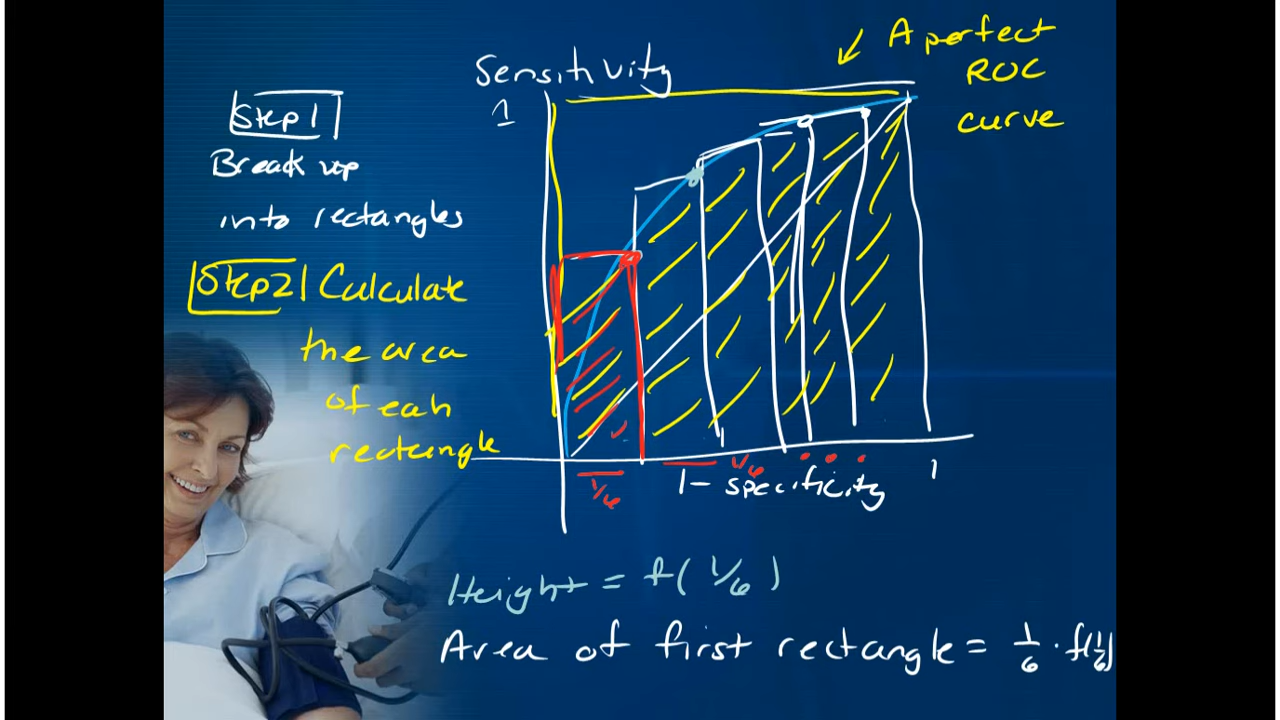 Sensitivity
1
A perfect
ROC
curve
Step 1
Break up
into rectangles
Step 2 Calculate
the area
of each
rectangle
1/6
1/6
1 - specificity
1
Height = f(1/6)
Area of first rectangle = 1/6 · f(1/6)